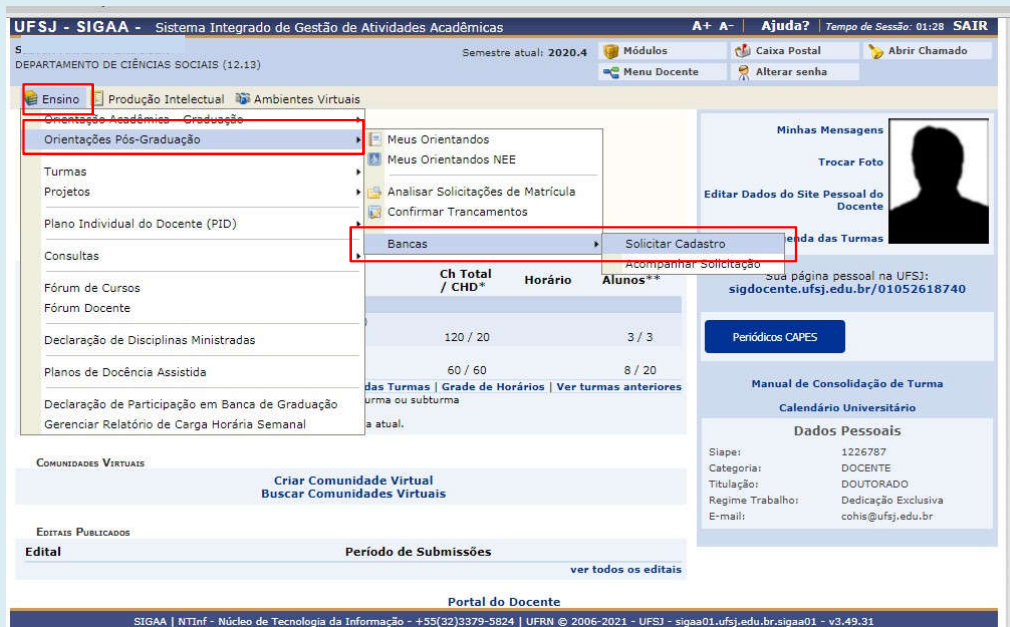 UFSJ - SIGAA - Sistema Integrado de Gestão de Atividades Acadêmicas A+ A- | Ajuda? | Tempo de Sessão: 01:28 SAIR
S
DEPARTAMENTO DE CIÊNCIAS SOCIAIS (12.13)
Semestre atual: 2020.4
Módulos Caixa Postal Abrir Chamado
Menu Docente Alterar senha
Ensino Produção Intelectual Ambientes Virtuais
Orientação Acadêmica - Graduação
Orientações Pós-Graduação
Turmas
Projetos
Plano Individual do Docente (PID)
Consultas
Fórum de Cursos
Fórum Docente
Declaração de Disciplinas Ministradas
Planos de Docência Assistida
Declaração de Participação em Banca de Graduação
Gerenciar Relatório de Carga Horária Semanal
Meus Orientandos
Meus Orientandos NEE
Analisar Solicitações de Matrícula
Confirmar Trancamentos
Bancas
Solicitar Cadastro
Acompanhar Solicitação
Ch Total / CHD* Horário Alunos**
120 / 20 3 / 3
60 / 60 8 / 20
das Turmas | Grade de Horários | Ver turmas anteriores
urma ou subturma
a atual.
Comunidades Virtuais
Criar Comunidade Virtual
Buscar Comunidades Virtuais
Editais Publicados
Edital Período de Submissões
ver todos os editais
Minhas Mensagens
Trocar Foto
Editar Dados do Site Pessoal do
Docente
enda das Turmas
Sua página pessoal na UFSJ:
sigdocente.ufsj.edu.br/01052618740
Periódicos CAPES
Manual de Consolidação de Turma
Calendário Universitário
Dados Pessoais
Siape: 1226787
Categoria: DOCENTE
Titulação: DOUTORADO
Regime Trabalho: Dedicação Exclusiva
E-mail: cohis@ufsj.edu.br
Portal do Docente
SIGAA | NTInf - Núcleo de Tecnologia da Informação - +55(32)3379-5824 | UFRN © 2006-2021 - UFSJ - sigaa01.ufsj.edu.br.sigaa01 - v3.49.31